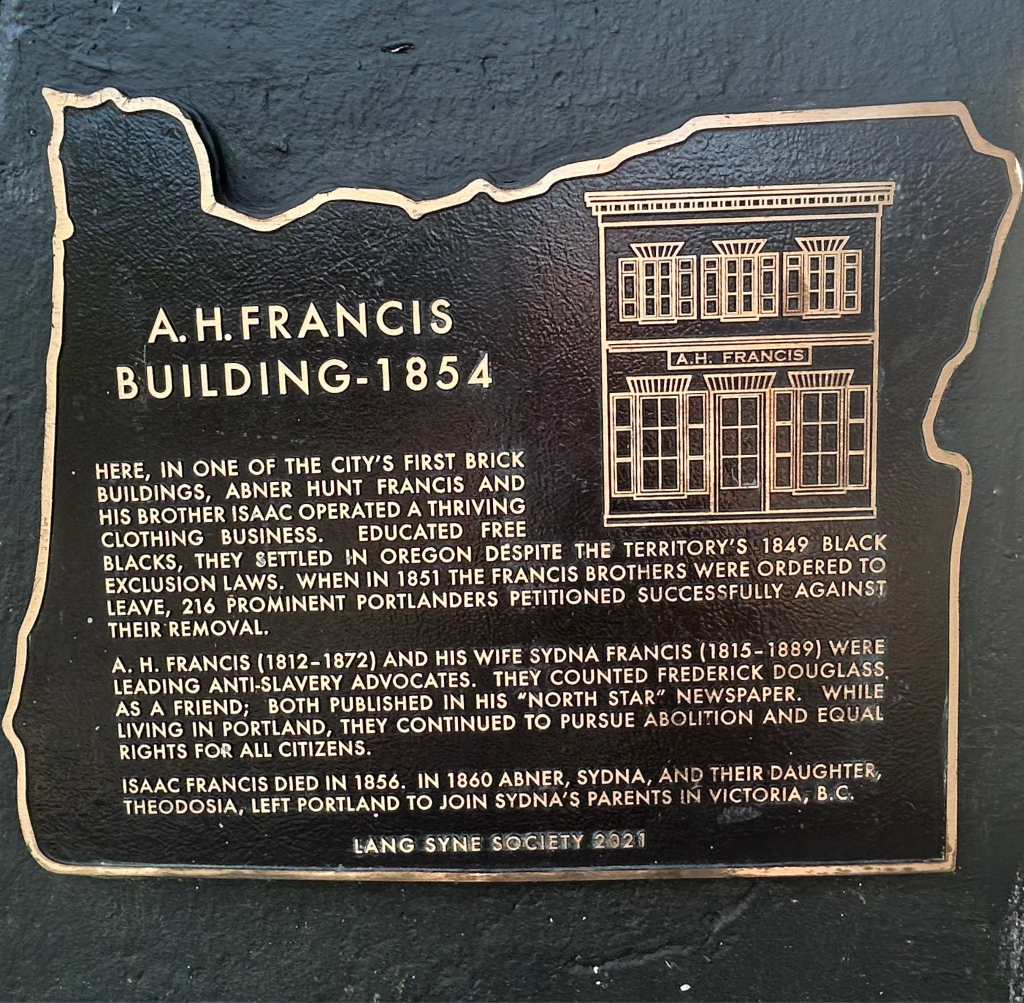 A.H. FRANCIS
BUILDING-1854
A.H. FRANCIS
HERE, IN ONE OF THE CITY'S FIRST BRICK
BUILDINGS, ABNER HUNT FRANCIS AND
HIS BROTHER ISAAC OPERATED A THRIVING
CLOTHING BUSINESS. EDUCATED FREE
BLACKS, THEY SETTLED IN OREGON DESPITE THE TERRITORY'S 1849 BLACK
EXCLUSION LAWS. WHEN IN 1851 THE FRANCIS BROTHERS WERE ORDERED TO
LEAVE, 216 PROMINENT PORTLANDERS PETITIONED SUCCESSFULLY AGAINST
THEIR REMOVAL.
A. H. FRANCIS (1812-1872) AND HIS WIFE SYDNA FRANCIS (1815-1889) WERE
LEADING ANTI-SLAVERY ADVOCATES. THEY COUNTED FREDERICK DOUGLASS
AS A FRIEND; BOTH PUBLISHED IN HIS "NORTH STAR" NEWSPAPER. WHILE
LIVING IN PORTLAND, THEY CONTINUED TO PURSUE ABOLITION AND EQUAL
RIGHTS FOR ALL CITIZENS.
ISAAC FRANCIS DIED IN 1856. IN 1860 ABNER, SYDNA, AND THEIR DAUGHTER,
THEODOSIA, LEFT PORTLAND TO JOIN SYDNA'S PARENTS IN VICTORIA, B.C.
LANG SYNE SOCIETY 2021